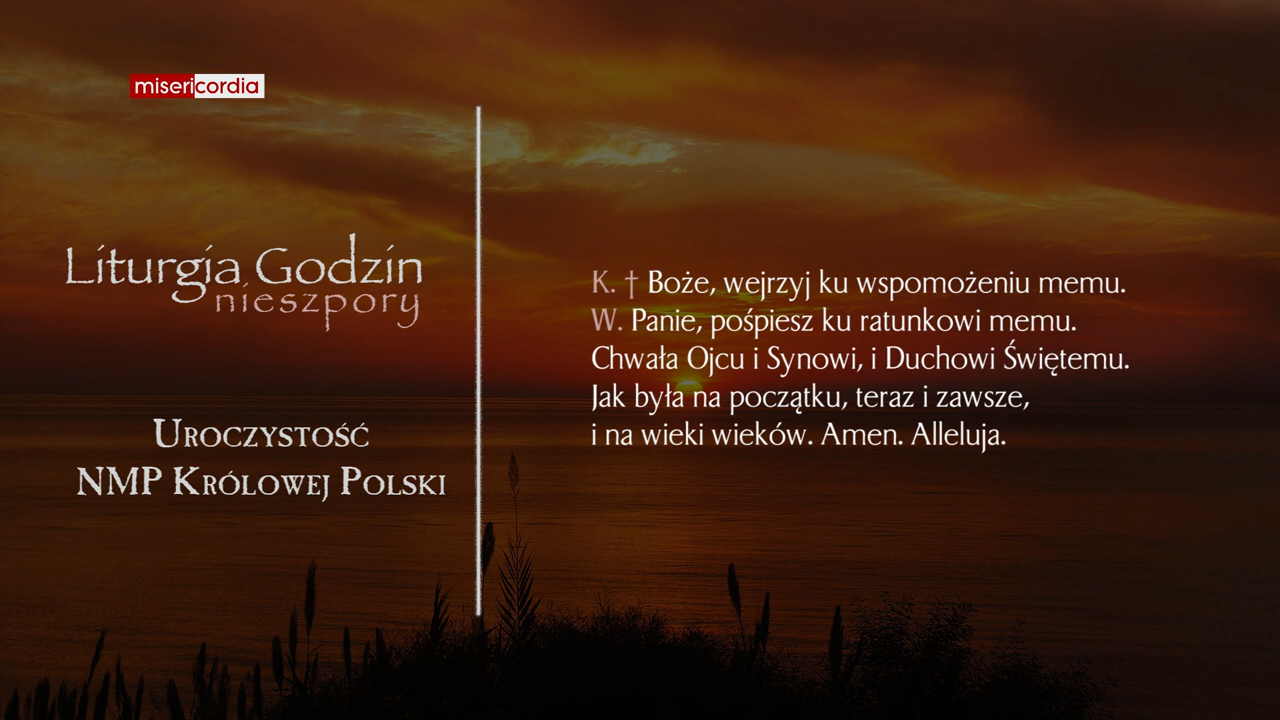 misericordia
Liturgia Godzin
nieszpory
Uroczystość
NMP Królowej Polski
K. † Boże, wejrzyj ku wspomożeniu memu.
W. Panie, pośpiesz ku ratunkowi memu.
Chwała Ojcu i Synowi, i Duchowi Świętemu.
Jak była na początku, teraz i zawsze,
i na wieki wieków. Amen. Alleluja.